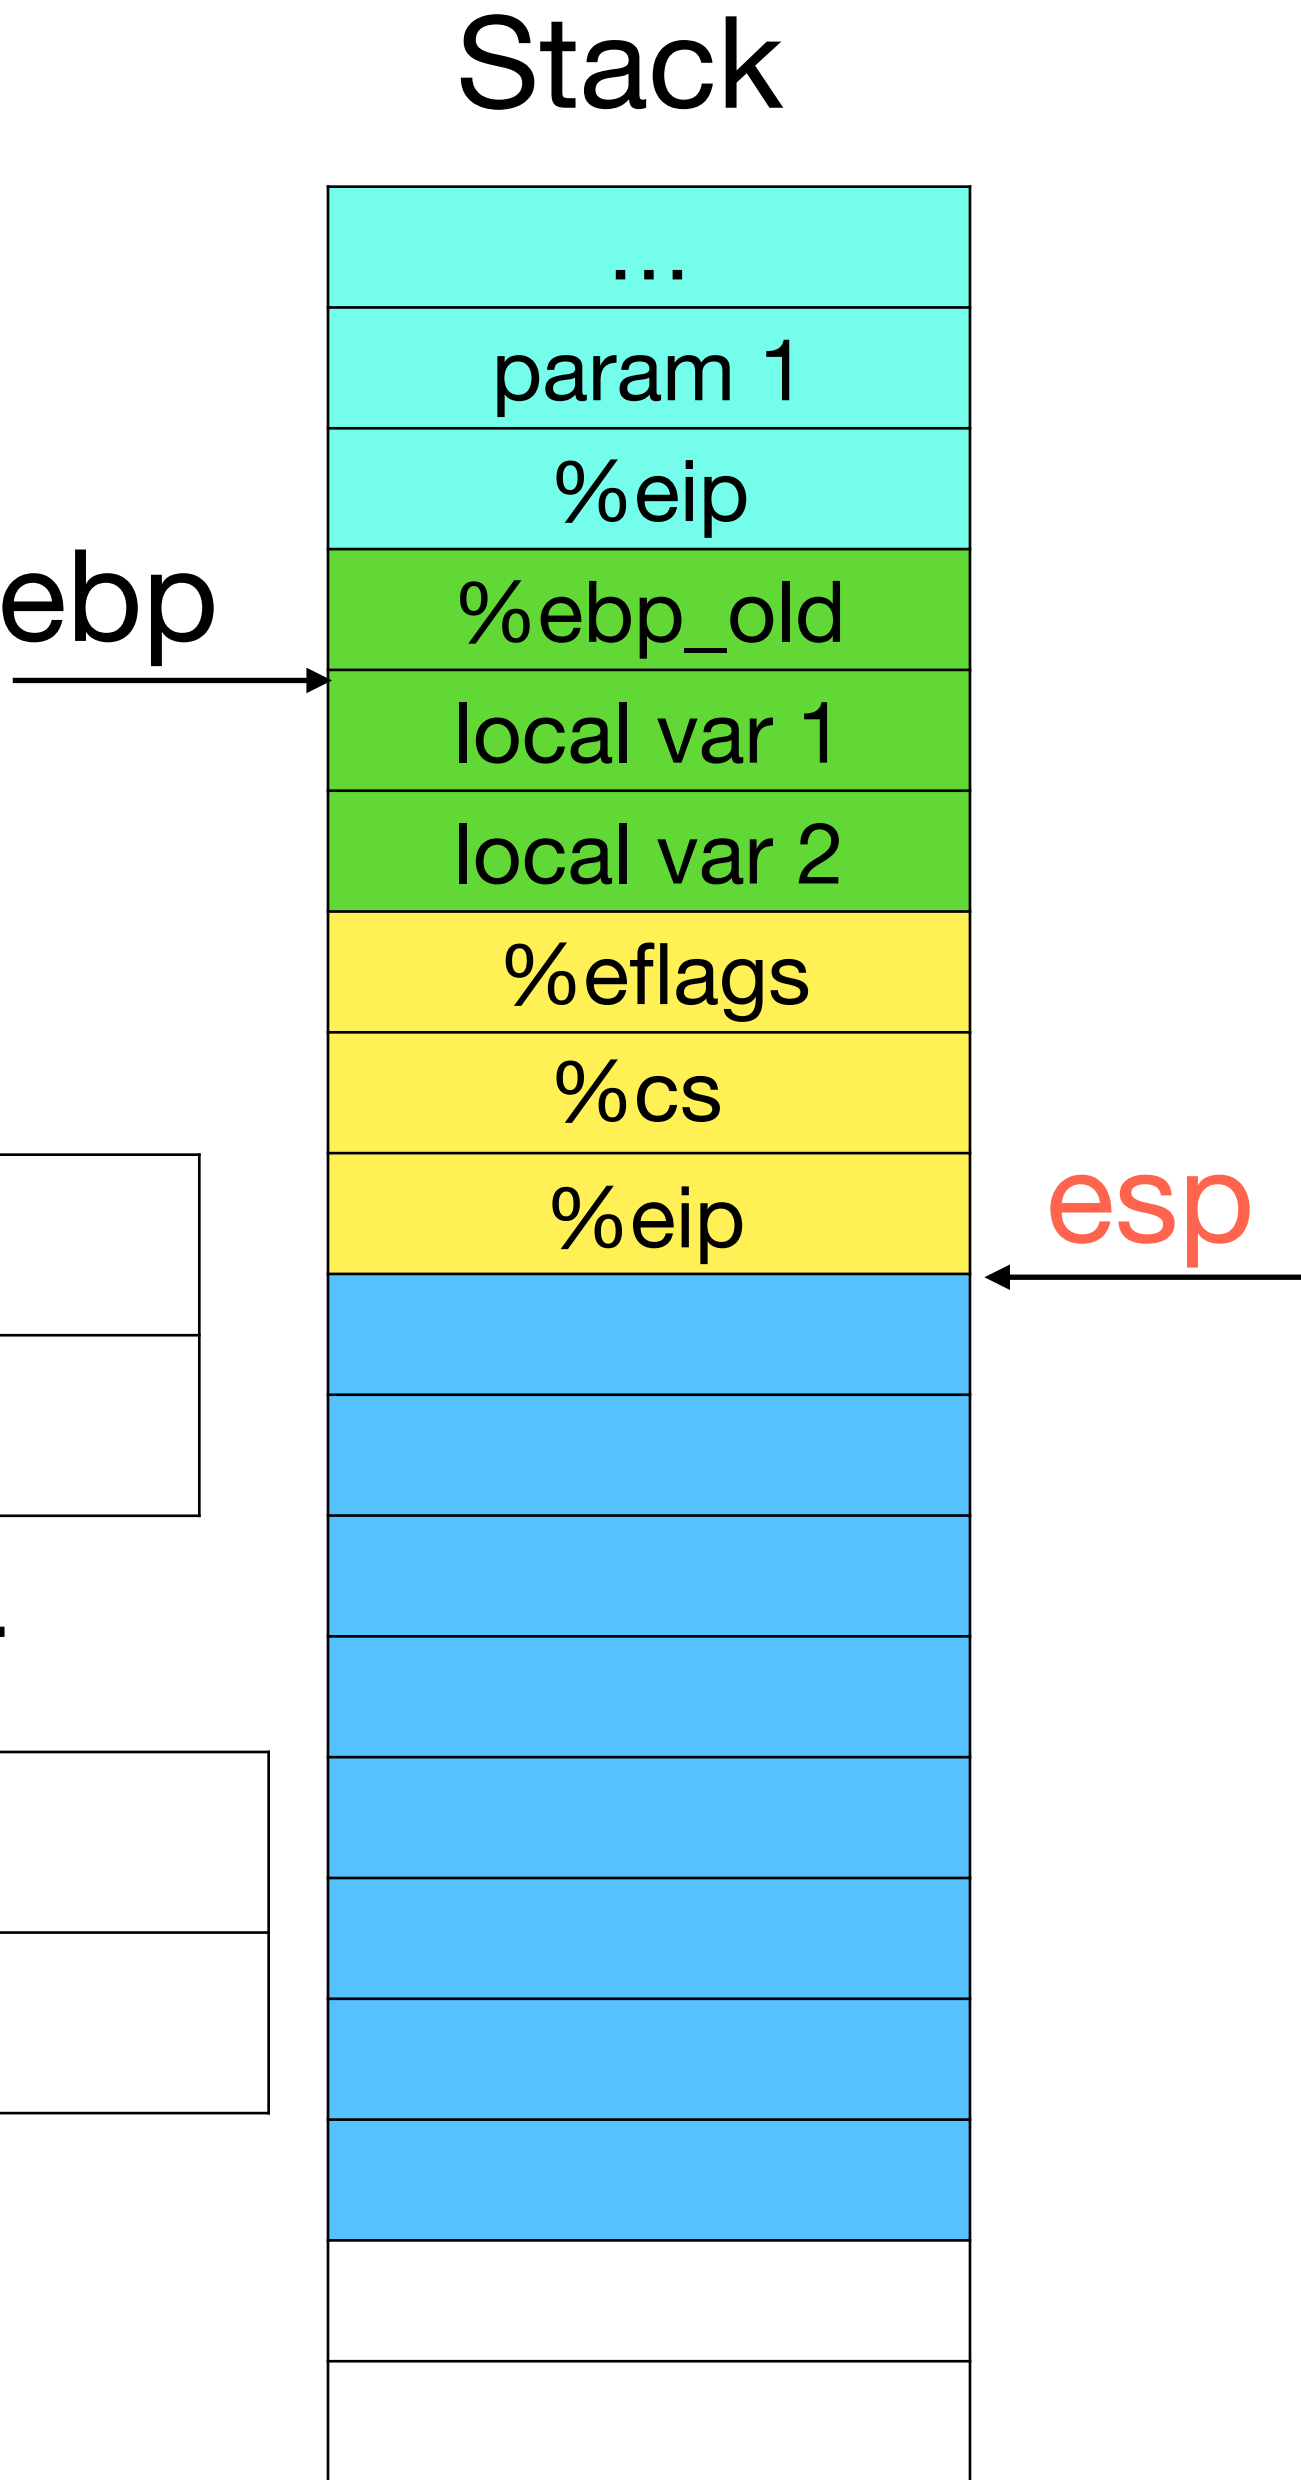 Stack
...
param 1
%eip
ebp
%ebp_old
local var 1
local var 2
%eflags
%cs
%eip
esp
.